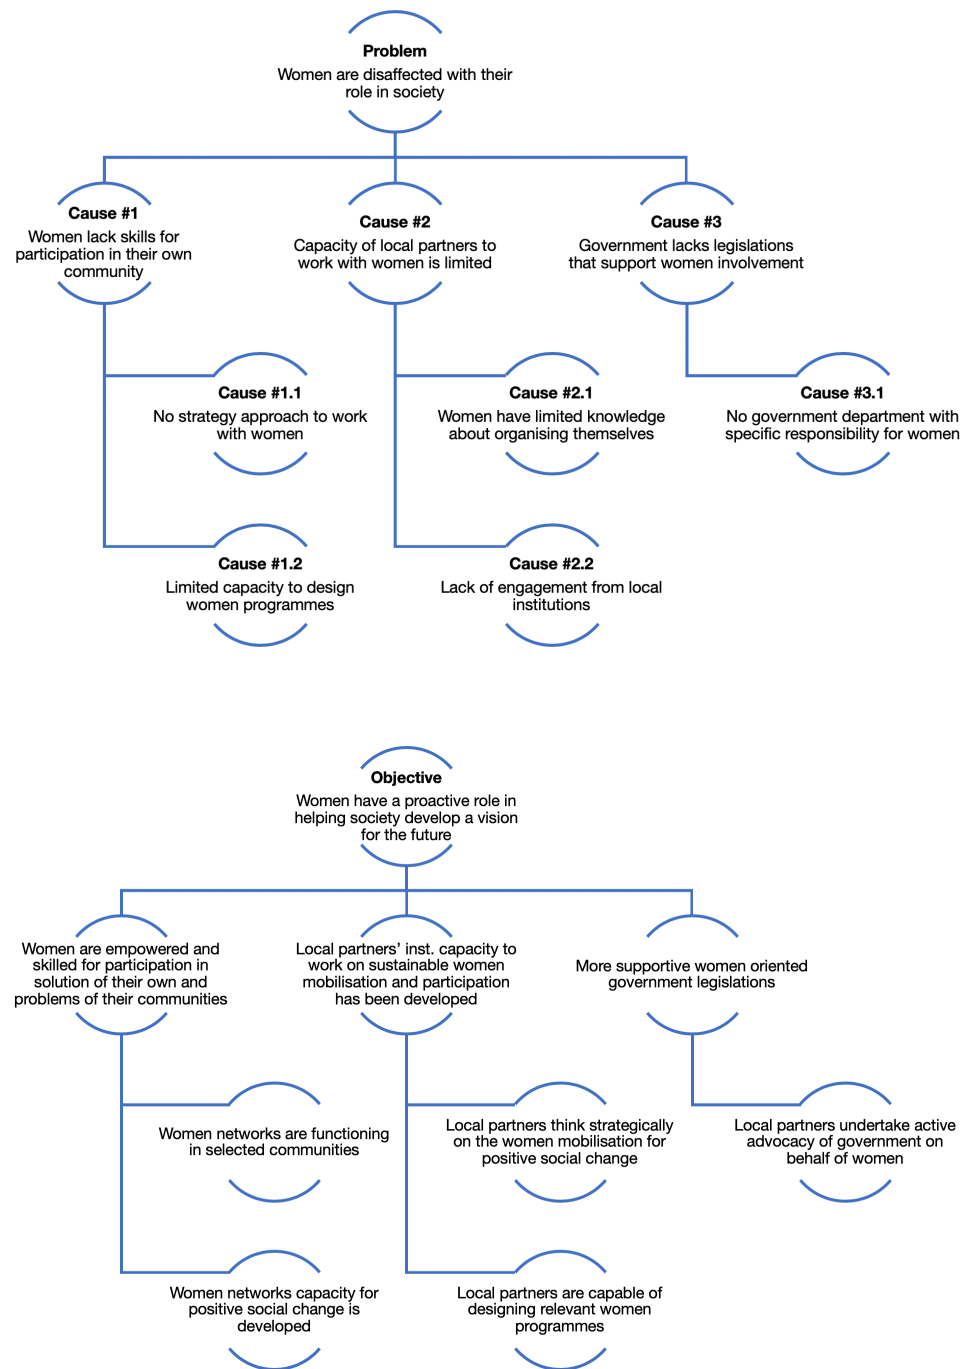 Problem
Women are disaffected with their
role in society
Cause #1
Women lack skills for
participation in their own
community
Cause #2
Capacity of local partners to
work with women is limited
Cause #3
Government lacks legislations
that support women involvement
Cause #1.1
No strategy approach to work
with women
Cause #2.1
Women have limited knowledge
about organising themselves
Cause #3.1
No government department with
specific responsibility for women
Cause #1.2
Limited capacity to design
women programmes
Cause #2.2
Lack of engagement from local
institutions
Objective
Women have a proactive role in
helping society develop a vision
for the future
Women are empowered and
skilled for participation in
solution of their own and
problems of their communities
Local partners’ inst. capacity to
work on sustainable women
mobilisation and participation
has been developed
More supportive women oriented
government legislations
Women networks are functioning
in selected communities
Local partners think strategically
on the women mobilisation for
positive social change
Local partners undertake active
advocacy of government on
behalf of women
Women networks capacity for
positive social change is
developed
Local partners are capable of
designing relevant women
programmes